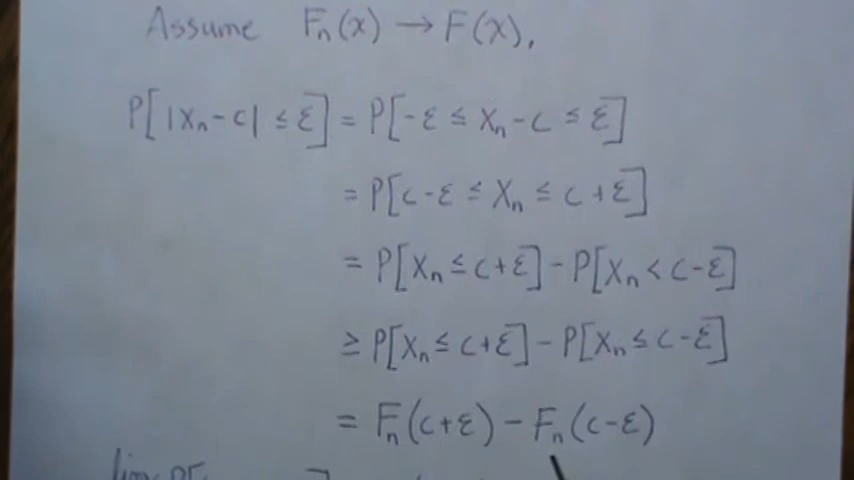 Assume Fₙ(x) → F(x),
P[|Xₙ-c| ≤ ε] = P[-ε ≤ Xₙ-c ≤ ε]
= P[c-ε ≤ Xₙ ≤ c+ε]
= P[Xₙ ≤ c+ε] - P[Xₙ < c-ε]
≥ P[Xₙ ≤ c+ε] - P[Xₙ ≤ c-ε]
= Fₙ(c+ε) - Fₙ(c-ε)